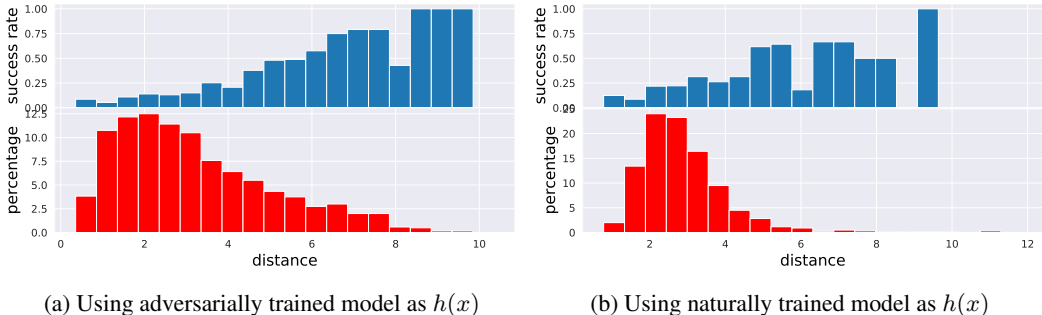 1.00
0.75
0.50
0.25
0.00
success rate
12.5
10.0
7.5
5.0
2.5
0.0
percentage
0 2 4 6 8 10
distance
(a) Using adversarially trained model as h(x)
1.00
0.75
0.50
0.25
0.00
success rate
25
20
15
10
5
0
percentage
2 4 6 8 10 12
distance
(b) Using naturally trained model as h(x)